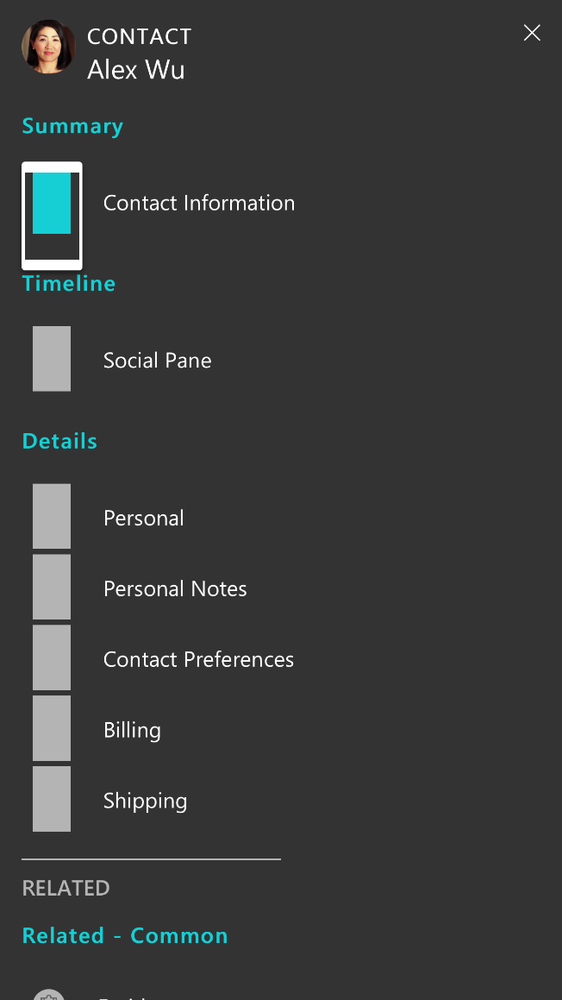 CONTACT
Alex Wu
Summary
Contact Information
Timeline
Social Pane
Details
Personal
Personal Notes
Contact Preferences
Billing
Shipping
RELATED
Related - Common